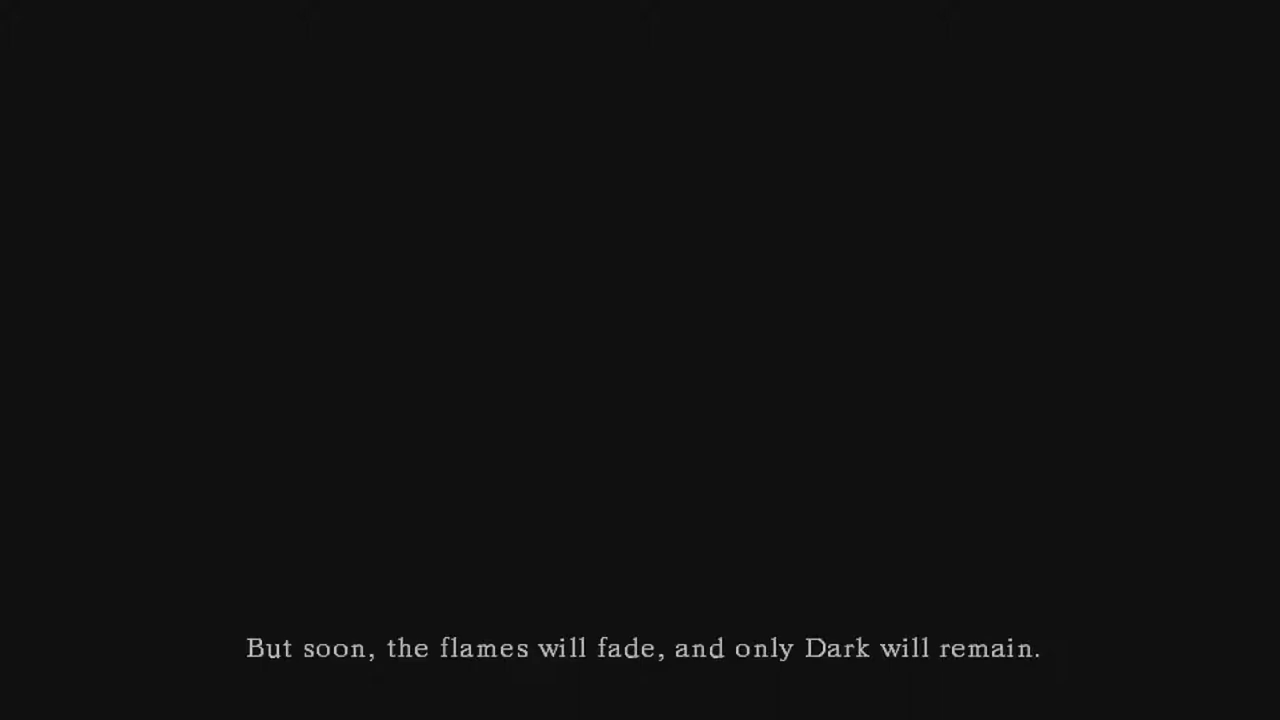 But soon, the flames will fade, and only Dark will remain.